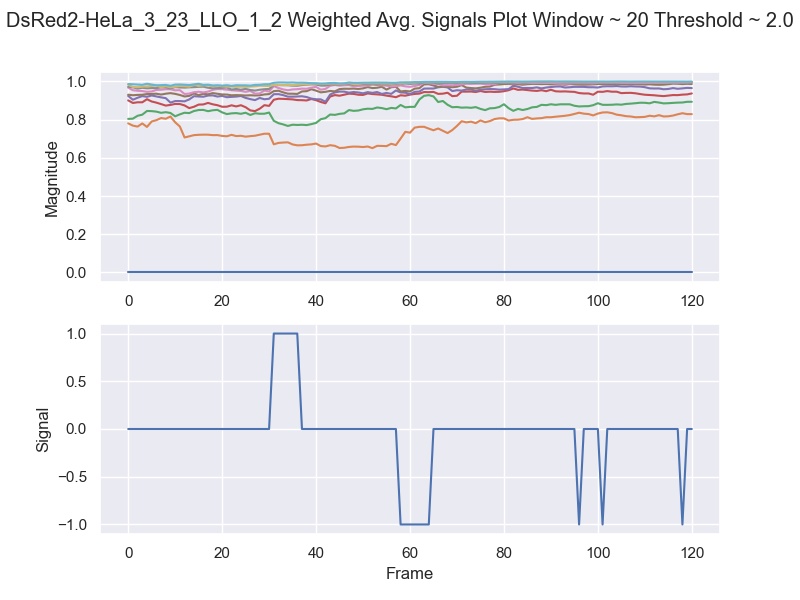 DsRed2-HeLa_3_23_LLO_1_2 Weighted Avg. Signals Plot Window ~ 20 Threshold ~ 2.0
1.0
0.8
0.6
0.4
0.2
0.0
Magnitude
0 20 40 60 80 100 120
1.0
0.5
0.0
−0.5
−1.0
Signal
0 20 40 60 80 100 120
Frame